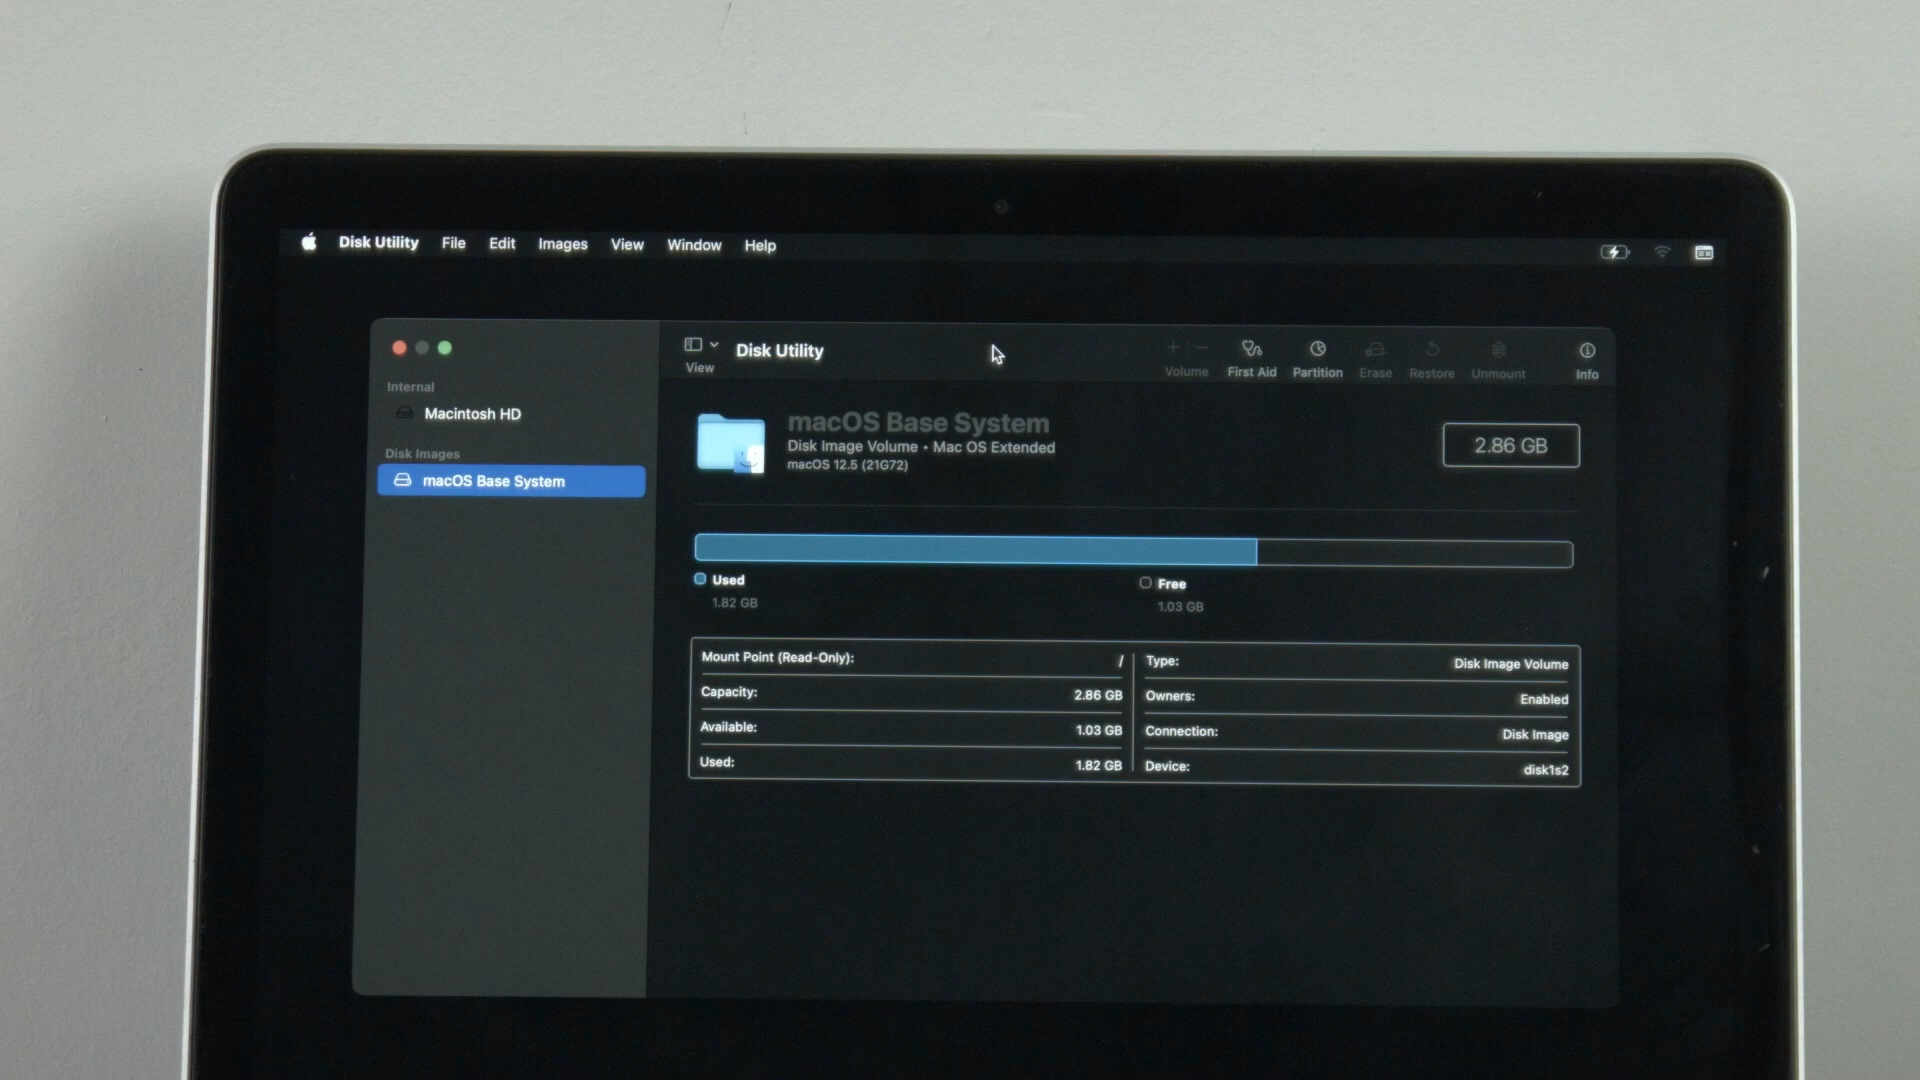 Disk Utility File Edit Images View Window Help
View
Disk Utility
Volume First Aid Partition Erase Restore Unmount Info
Internal
Macintosh HD
Disk Images
macOS Base System
macOS Base System
Disk Image Volume • Mac OS Extended
macOS 12.5 (21G72)
2.86 GB
Used
1.82 GB
Free
1.03 GB
Mount Point (Read-Only): /
Capacity: 2.86 GB
Available: 1.03 GB
Used: 1.82 GB
Type: Disk Image Volume
Owners: Enabled
Connection: Disk Image
Device: disk1s2